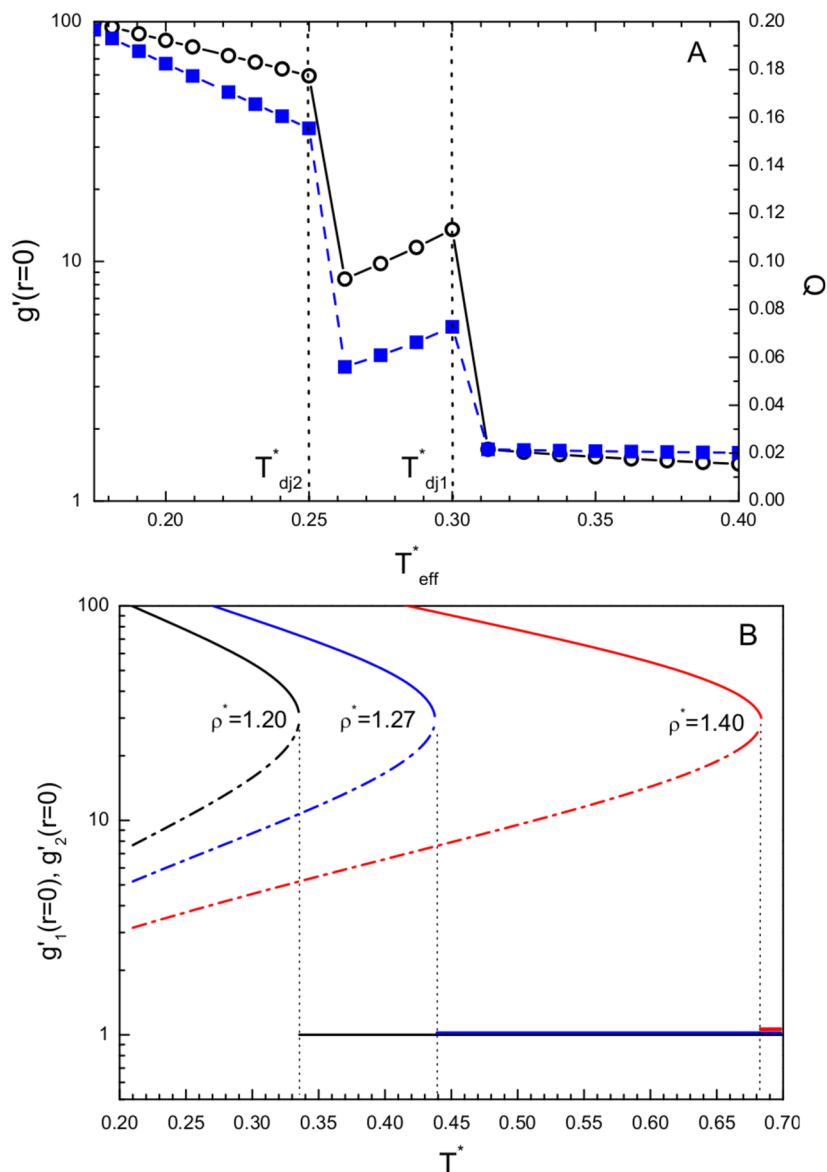 A
g'(r=0)
100
10
1
0.20
0.18
0.16
0.14
0.12
0.10
0.08
0.06
0.04
0.02
0.00
Q
T*dj2
T*dj1
0.20 0.25 0.30 0.35 0.40
T*eff
B
g'1(r=0), g'2(r=0)
100
10
1
ρ*=1.20 ρ*=1.27 ρ*=1.40
0.20 0.25 0.30 0.35 0.40 0.45 0.50 0.55 0.60 0.65 0.70
T*